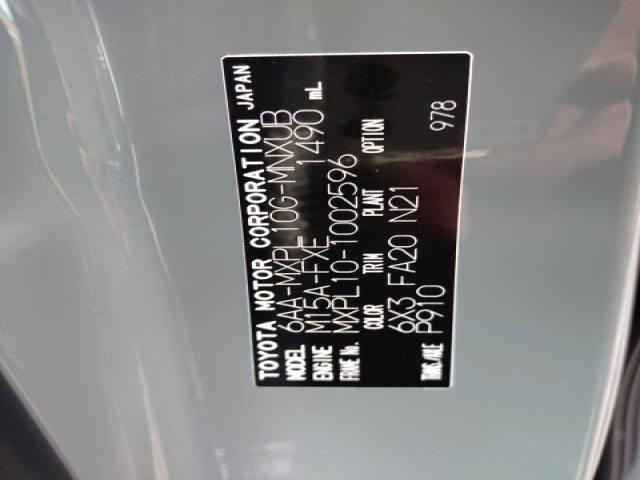 TOYOTA MOTOR CORPORATION JAPAN
MODEL 6AA-MXPL10G-MNXUB
ENGINE M15A-FXE 1490 mL
FRAME No. MXPL10-1002596
COLOR TRIM PLANT OPTION
6X3 FA20 N21
TRNS/AXLE P910 978